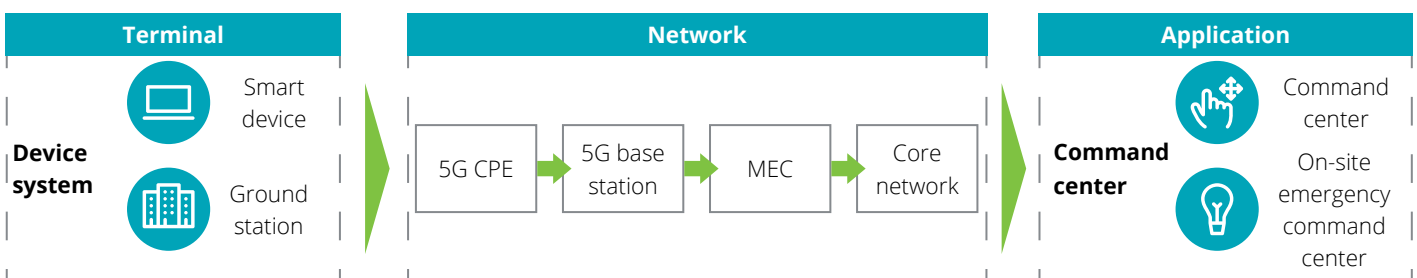 Terminal
Network
Application
Device
system
Smart
device
Ground
station
5G CPE
5G base
station
MEC
Core
network
Command
center
Command
center
On-site
emergency
command
center